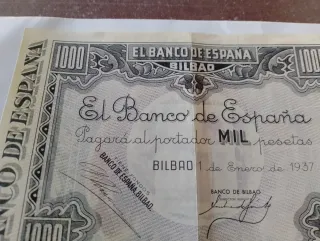 1000
EL BANCO DE ESPAÑA
BILBAO
1000
BANCO DE ESPAÑA
El Banco de España
Pagará al portador MIL pesetas
BILBAO 1 de Enero de 1937
BANCO DE ESPAÑA. BILBAO.
BANCO DE BILBAO
1000